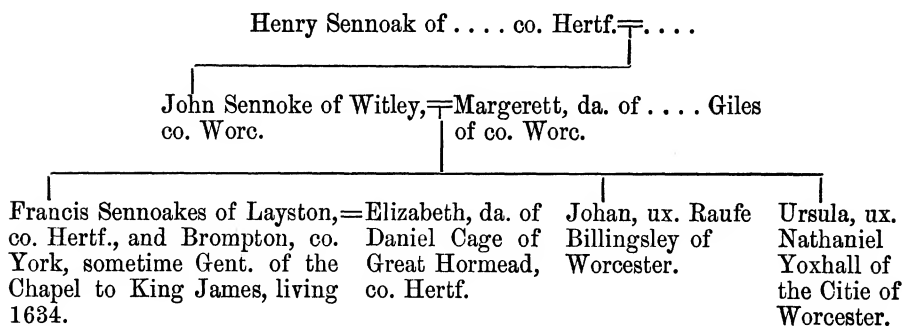 Henry Sennoak of .... co. Hertf.=....
John Sennoke of Witley,=Margerett, da. of .... Giles
co. Worc.
of co. Worc.
Francis Sennoakes of Layston,=
co. Hertf., and Brompton, co.
York, sometime Gent. of the
Chapel to King James, living
1634.
Elizabeth, da. of
Daniel Cage of
Great Hormead,
co. Hertf.
Johan, ux. Raufe
Billingsley of
Worcester.
Ursula, ux.
Nathaniel
Yoxhall of
the Citie of
Worcester.